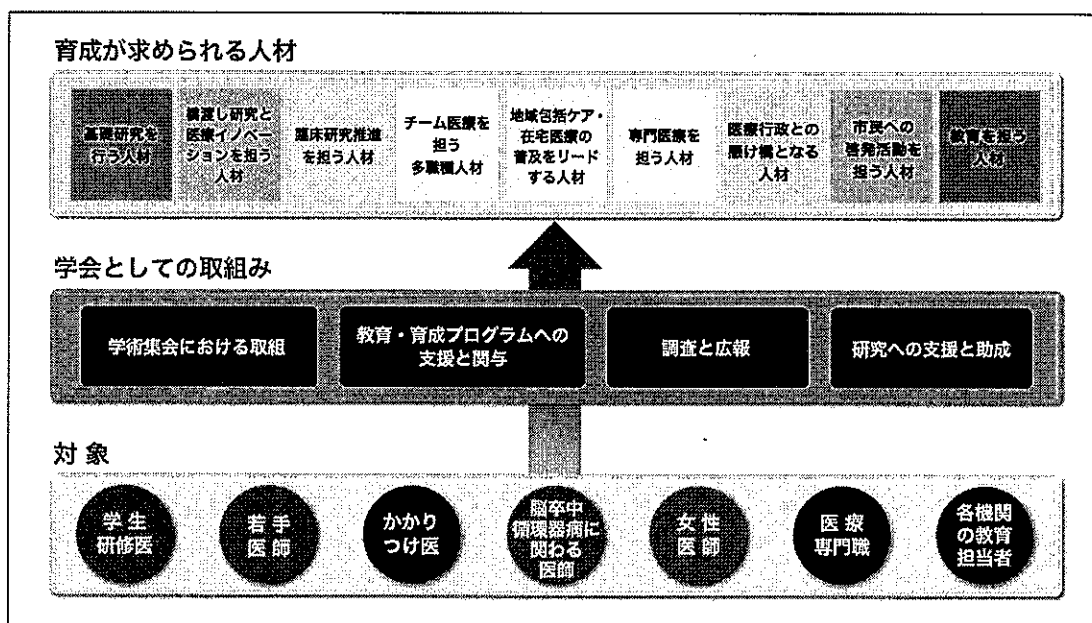 育成が求められる人材
基礎研究を
行う人材
橋渡し研究と
医療イノベー
ションを担う
人材
臨床研究推進
を担う人材
チーム医療を
担う
多職種人材
地域包括ケア・
在宅医療の
普及をリード
する人材
専門医療を
担う人材
医療行政との
懸け橋となる
人材
市民への
啓発活動を
担う人材
教育を担う
人材
学会としての取組み
学術集会における取組
教育・育成プログラムへの
支援と関与
調査と広報
研究への支援と助成
対 象
学 生
研修医
若 手
医 師
かかり
つけ医
脳卒中
循環器病に
関わる
医師
女 性
医 師
医 療
専門職
各機関
の教育
担当者